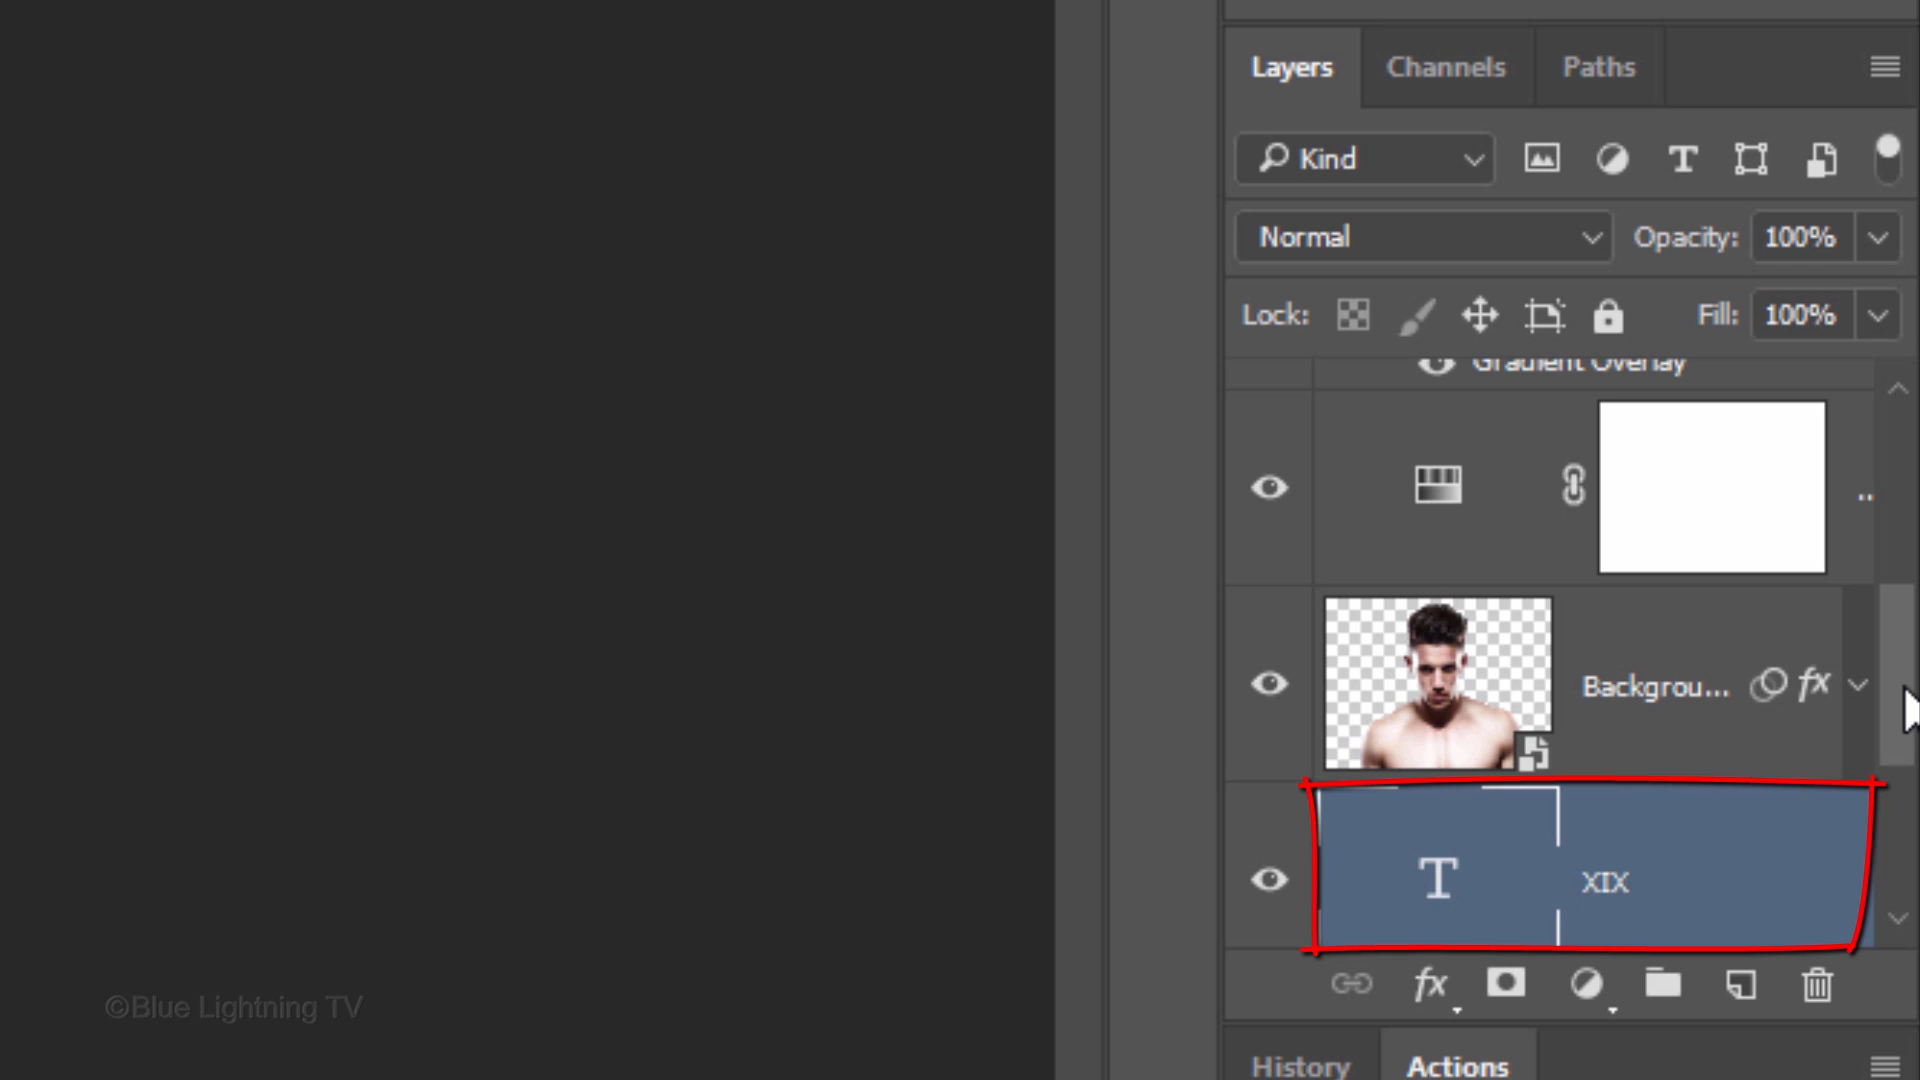 Layers Channels Paths
Kind
Normal Opacity: 100%
Lock: Fill: 100%
Gradient Overlay
..
Backgrou... fx
T XIX
fx
©Blue Lightning TV
History Actions